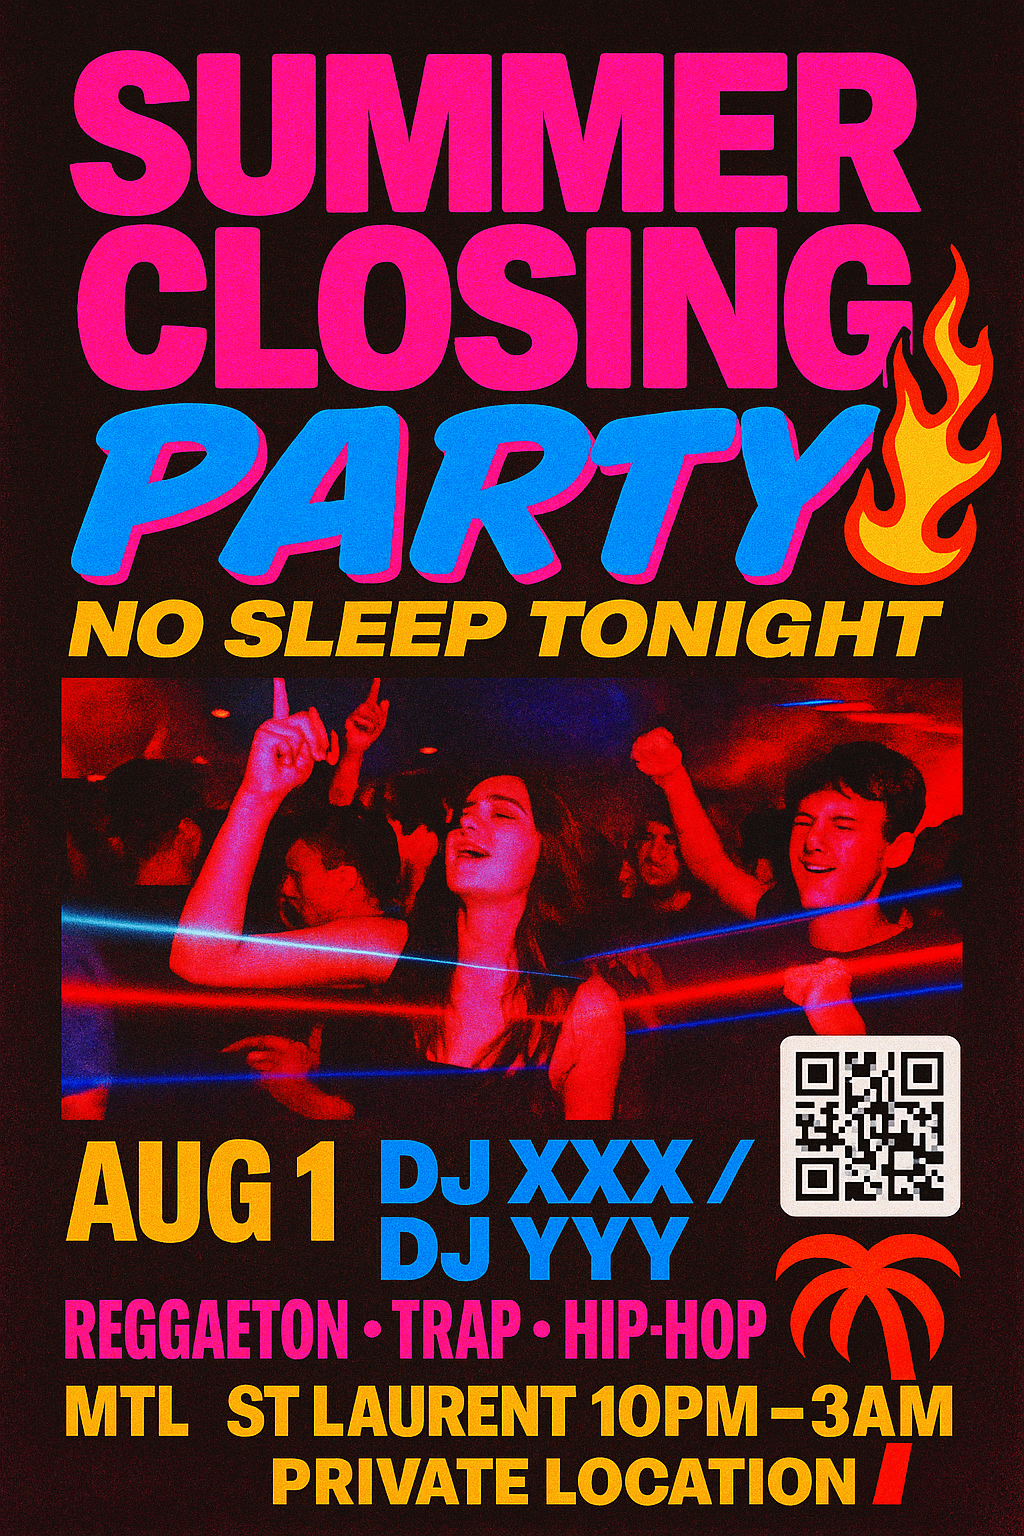 SUMMER
CLOSING
PARTY
NO SLEEP TONIGHT
AUG 1
DJ XXX /
DJ YYY
REGGAETON • TRAP • HIP-HOP
MTL ST LAURENT 10PM – 3AM
PRIVATE LOCATION